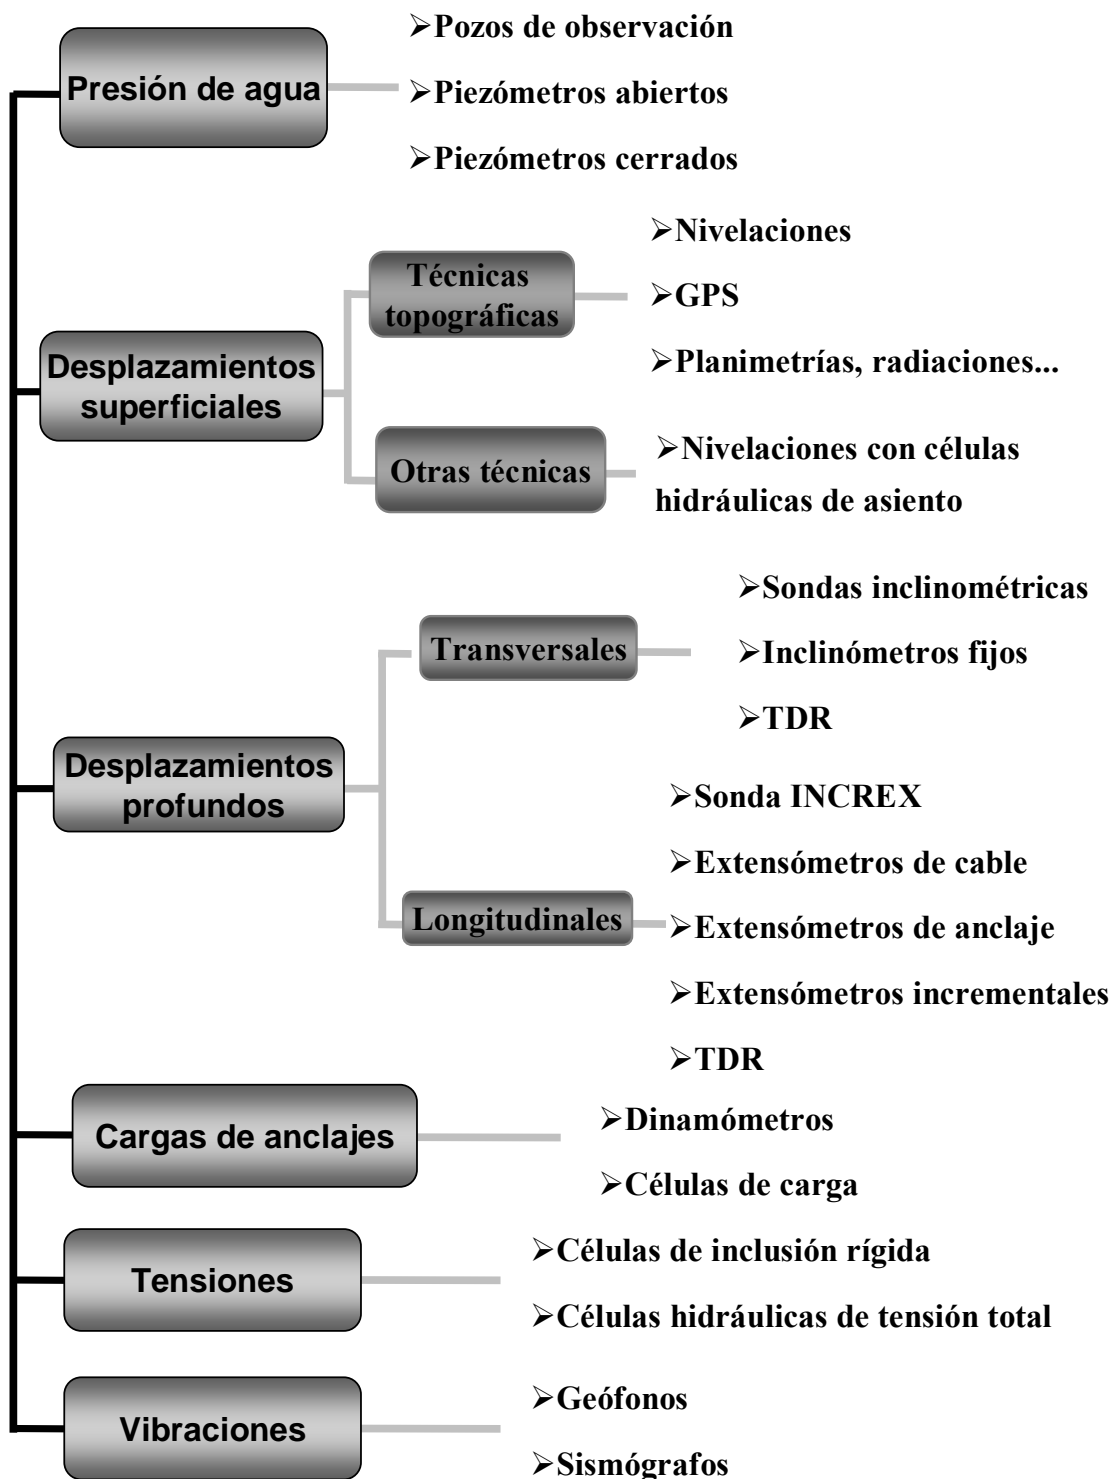 Presión de agua
➢Pozos de observación
➢Piezómetros abiertos
➢Piezómetros cerrados
Desplazamientos
superficiales
Técnicas
topográficas
➢Nivelaciones
➢GPS
➢Planimetrías, radiaciones...
Otras técnicas
➢Nivelaciones con células
hidráulicas de asiento
Desplazamientos
profundos
Transversales
➢Sondas inclinométricas
➢Inclinómetros fijos
➢TDR
Longitudinales
➢Sonda INCREX
➢Extensómetros de cable
➢Extensómetros de anclaje
➢Extensómetros incrementales
➢TDR
Cargas de anclajes
➢Dinamómetros
➢Células de carga
Tensiones
➢Células de inclusión rígida
➢Células hidráulicas de tensión total
Vibraciones
➢Geófonos
➢Sismógrafos